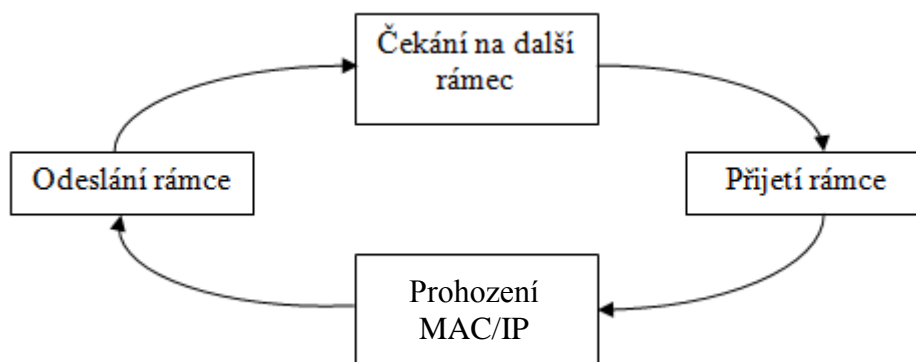 Čekání na další
rámec
Odeslání rámce
Přijetí rámce
Prohození
MAC/IP